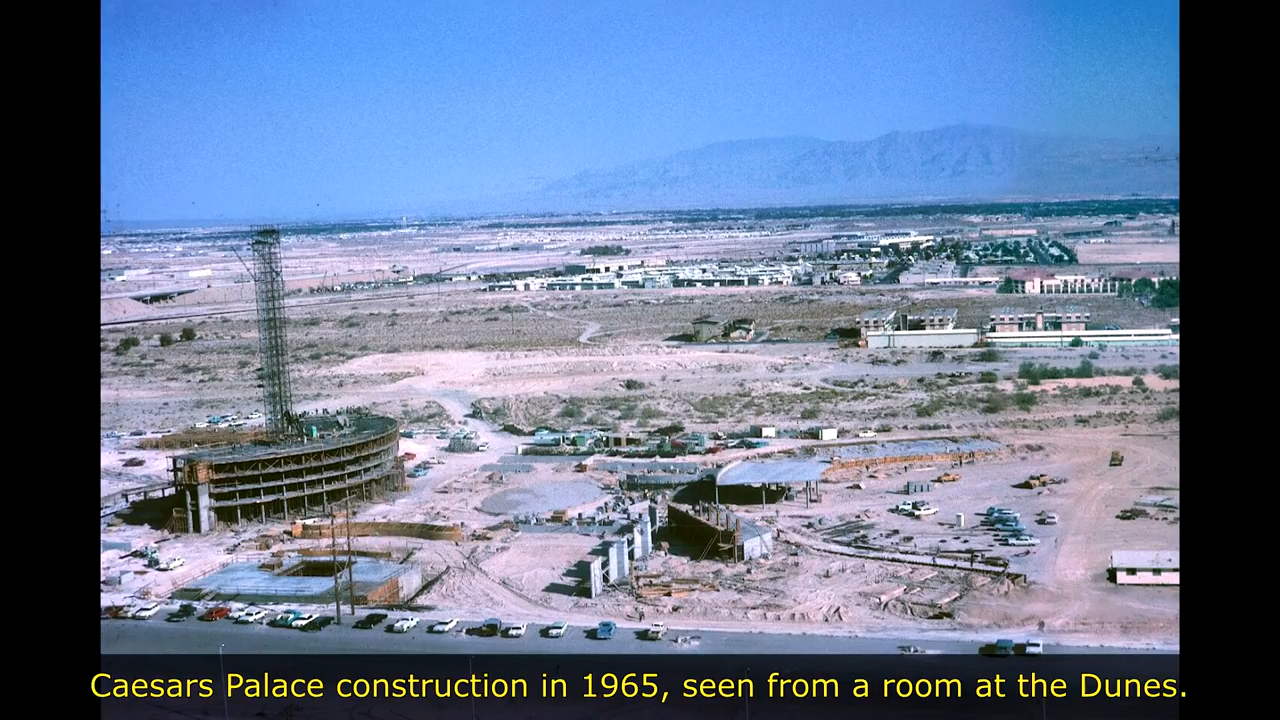 Caesars Palace construction in 1965, seen from a room at the Dunes.